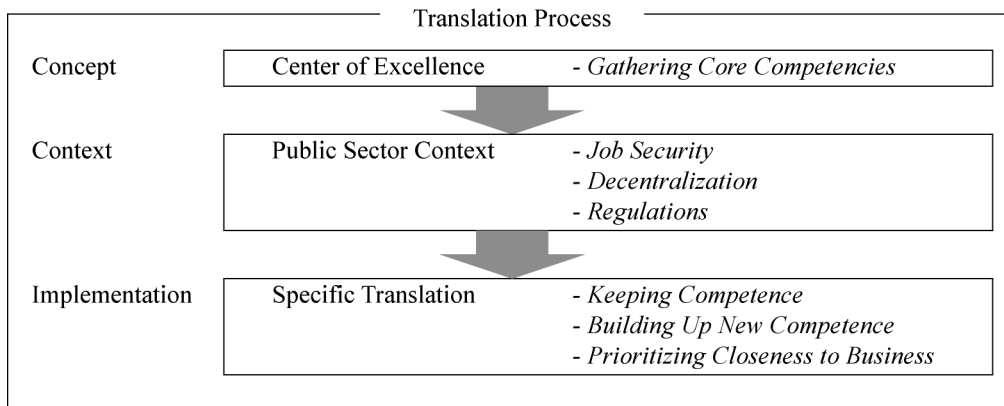 Translation Process
Concept Center of Excellence - Gathering Core Competencies
Context Public Sector Context - Job Security
- Decentralization
- Regulations
Implementation Specific Translation - Keeping Competence
- Building Up New Competence
- Prioritizing Closeness to Business